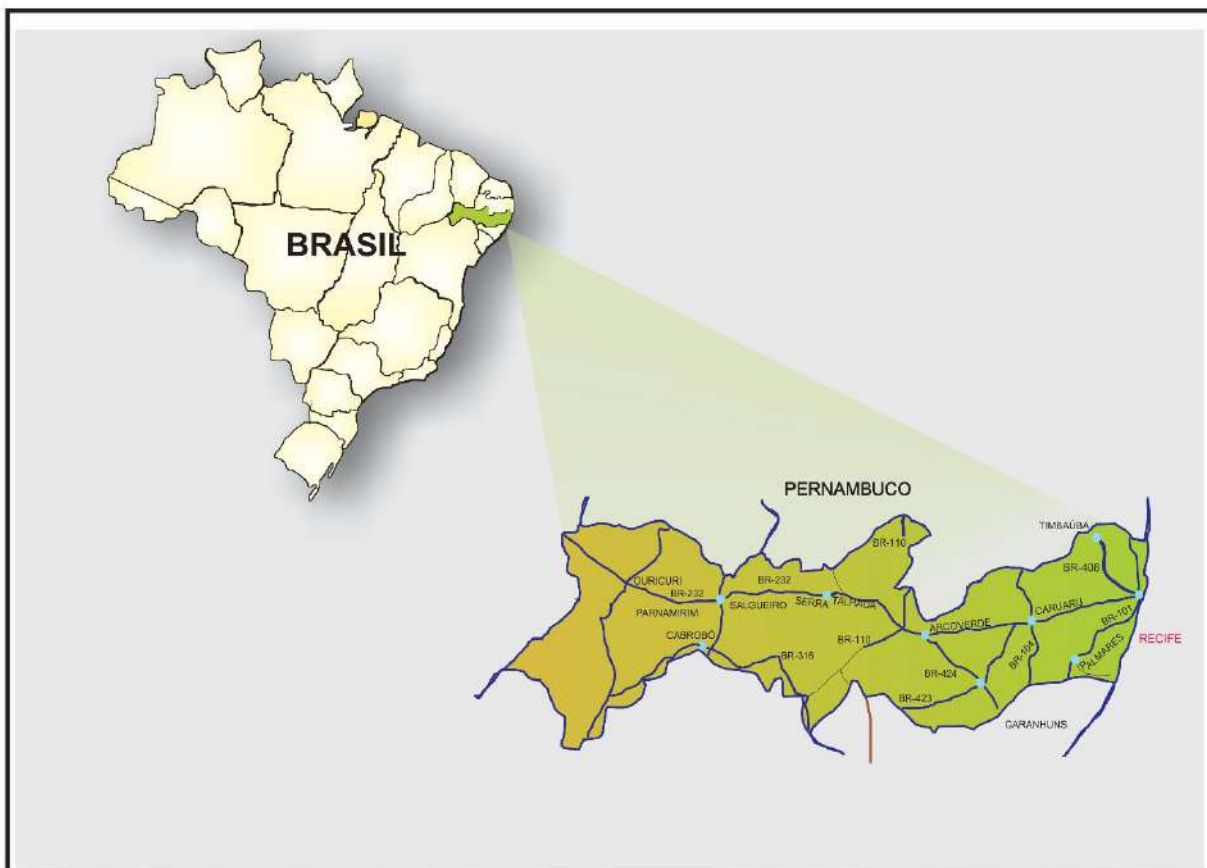 BRASIL
PERNAMBUCO
TIMBAÚBA
BR-110
BR-408
OURICURI
BR-232
BR-232
PARNAMIRIM
SALGUEIRO
SERRA TALHADA
CARUARU
BR-101
ARCOVERDE
RECIFE
CABROBÓ
BR-110
BR-316
BR-104
PALMARES
BR-424
BR-423
GARANHUNS